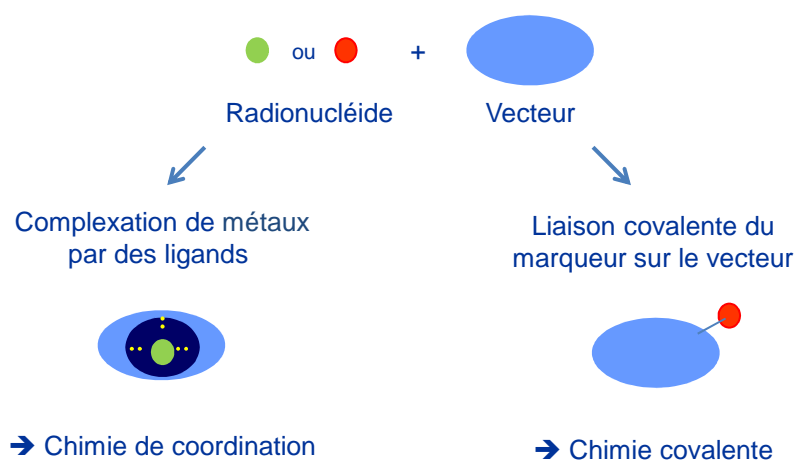 ou +
Radionucléide Vecteur
Complexation de métaux
par des ligands
Liaison covalente du
marqueur sur le vecteur
➔ Chimie de coordination
➔ Chimie covalente